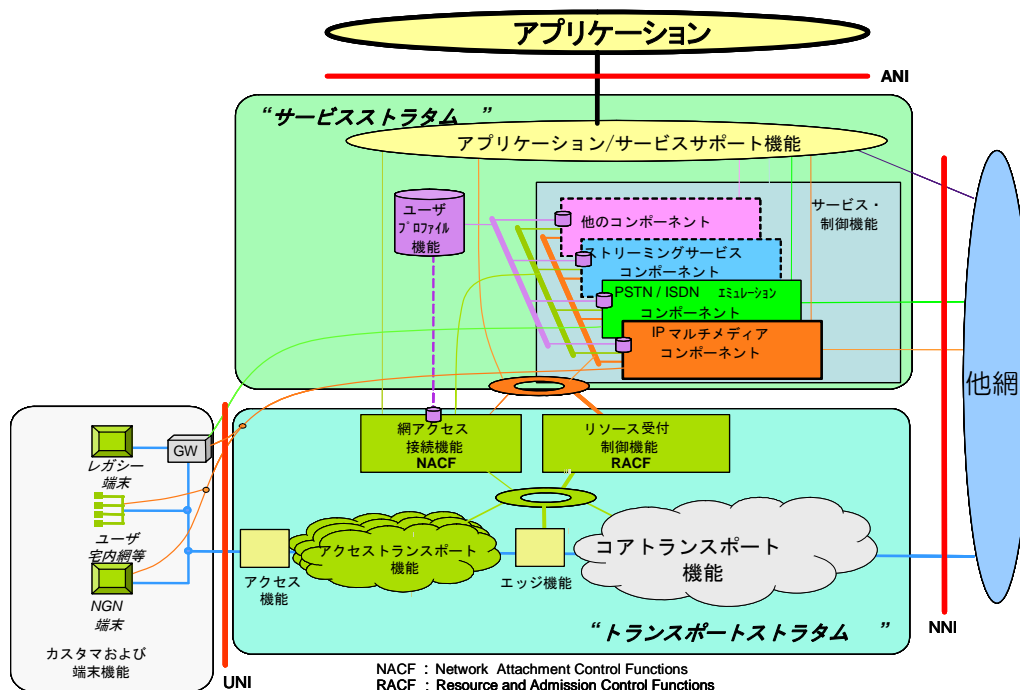 アプリケーション
ANI
“サービスストラタム ”
アプリケーション/サービスサポート機能
サービス・
制御機能
ユーザ
プロファイル
機能
他のコンポーネント
ストリーミングサービス
コンポーネント
PSTN / ISDN エミュレーション
コンポーネント
IP マルチメディア
コンポーネント
他網
網アクセス
接続機能
NACF
リソース受付
制御機能
RACF
GW
レガシー
端末
ユーザ
宅内網等
NGN
端末
カスタマおよび
端末機能
アクセス
機能
アクセストランスポート
機能
エッジ機能
コアトランスポート
機能
“トランスポートストラタム ”
UNI
NNI
NACF : Network Attachment Control Functions
RACF : Resource and Admission Control Functions